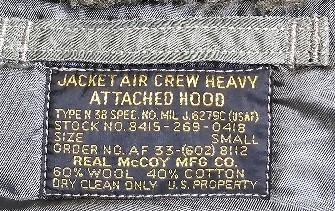 JACKET AIR CREW HEAVY
ATTACHED HOOD
TYPE N 3B SPEC. NO. MIL J.6279C (USAF)
STOCK NO. 8415-269-0418
SIZE SMALL
ORDER NO. AF 33-(602) 8112
REAL McCOY MFG CO.
60% WOOL 40% COTTON
DRY CLEAN ONLY U.S. PROPERTY